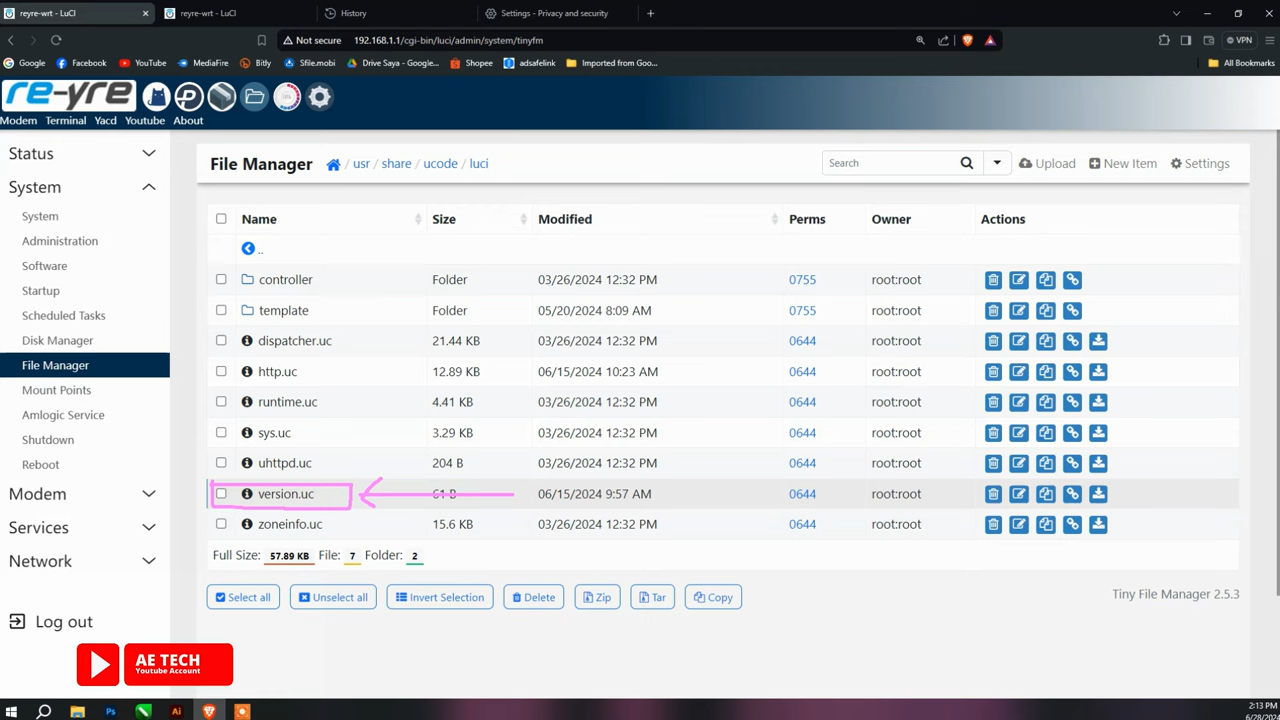 reyre-wrt - LuCI
reyre-wrt - LuCI
History
Settings - Privacy and security
Not secure 192.168.1.1/cgi-bin/luci/admin/system/tinyfm
VPN
Google Facebook YouTube MediaFire Bitly Sfile.mobi Drive Saya - Google... Shopee adsafelink Imported from Goo... All Bookmarks
re-yre
Modem Terminal Yacd Youtube About
Status
System
System
Administration
Software
Startup
Scheduled Tasks
Disk Manager
File Manager
Mount Points
Amlogic Service
Shutdown
Reboot
Modem
Services
Network
Log out
File Manager / usr / share / ucode / luci
Search
Upload New Item Settings
Name Size Modified Perms Owner Actions
..
controller Folder 03/26/2024 12:32 PM 0755 root:root
template Folder 05/20/2024 8:09 AM 0755 root:root
dispatcher.uc 21.44 KB 03/26/2024 12:32 PM 0644 root:root
http.uc 12.89 KB 06/15/2024 10:23 AM 0644 root:root
runtime.uc 4.41 KB 03/26/2024 12:32 PM 0644 root:root
sys.uc 3.29 KB 03/26/2024 12:32 PM 0644 root:root
uhttpd.uc 204 B 03/26/2024 12:32 PM 0644 root:root
version.uc 61 B 06/15/2024 9:57 AM 0644 root:root
zoneinfo.uc 15.6 KB 03/26/2024 12:32 PM 0644 root:root
Full Size: 57.89 KB File: 7 Folder: 2
Select all Unselect all Invert Selection Delete Zip Tar Copy
Tiny File Manager 2.5.3
AE TECH
Youtube Account
Ps
Ai
2:13 PM
6/28/2024